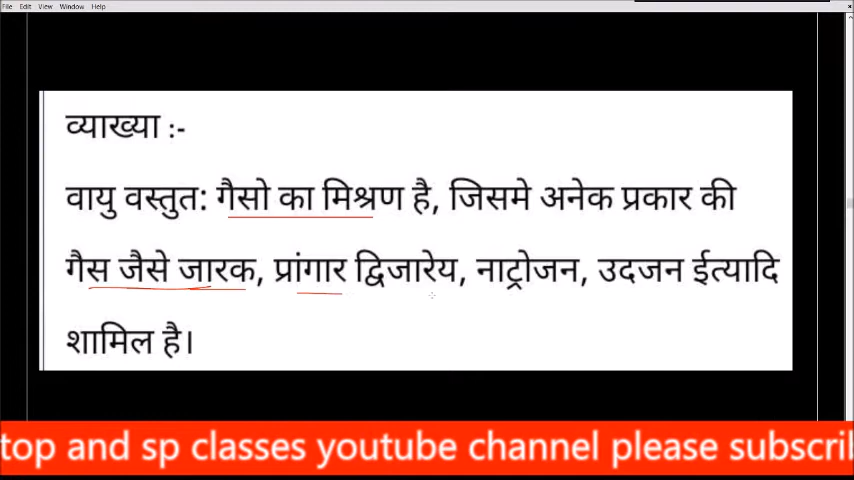 File Edit View Window Help
व्याख्या :-
वायु वस्तुत: गैसो का मिश्रण है, जिसमे अनेक प्रकार की
गैस जैसे जारक, प्रांगार द्विजारेय, नाट्रोजन, उदजन ईत्यादि
शामिल है।
top and sp classes youtube channel please subscrib